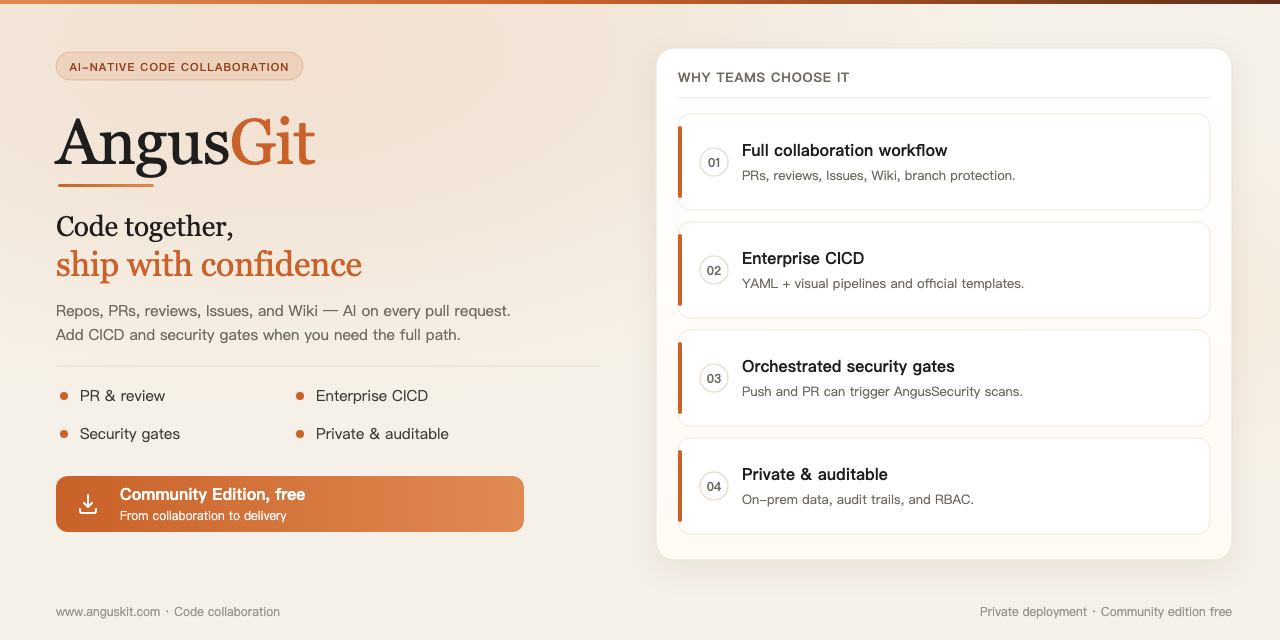 AI-NATIVE CODE COLLABORATION
AngusGit
Code together,
ship with confidence
Repos, PRs, reviews, Issues, and Wiki — AI on every pull request.
Add CICD and security gates when you need the full path.
PR & review
Enterprise CICD
Security gates
Private & auditable
Community Edition, free
From collaboration to delivery
WHY TEAMS CHOOSE IT
01
Full collaboration workflow
PRs, reviews, Issues, Wiki, branch protection.
02
Enterprise CICD
YAML + visual pipelines and official templates.
03
Orchestrated security gates
Push and PR can trigger AngusSecurity scans.
04
Private & auditable
On-prem data, audit trails, and RBAC.
www.anguskit.com · Code collaboration
Private deployment · Community edition free